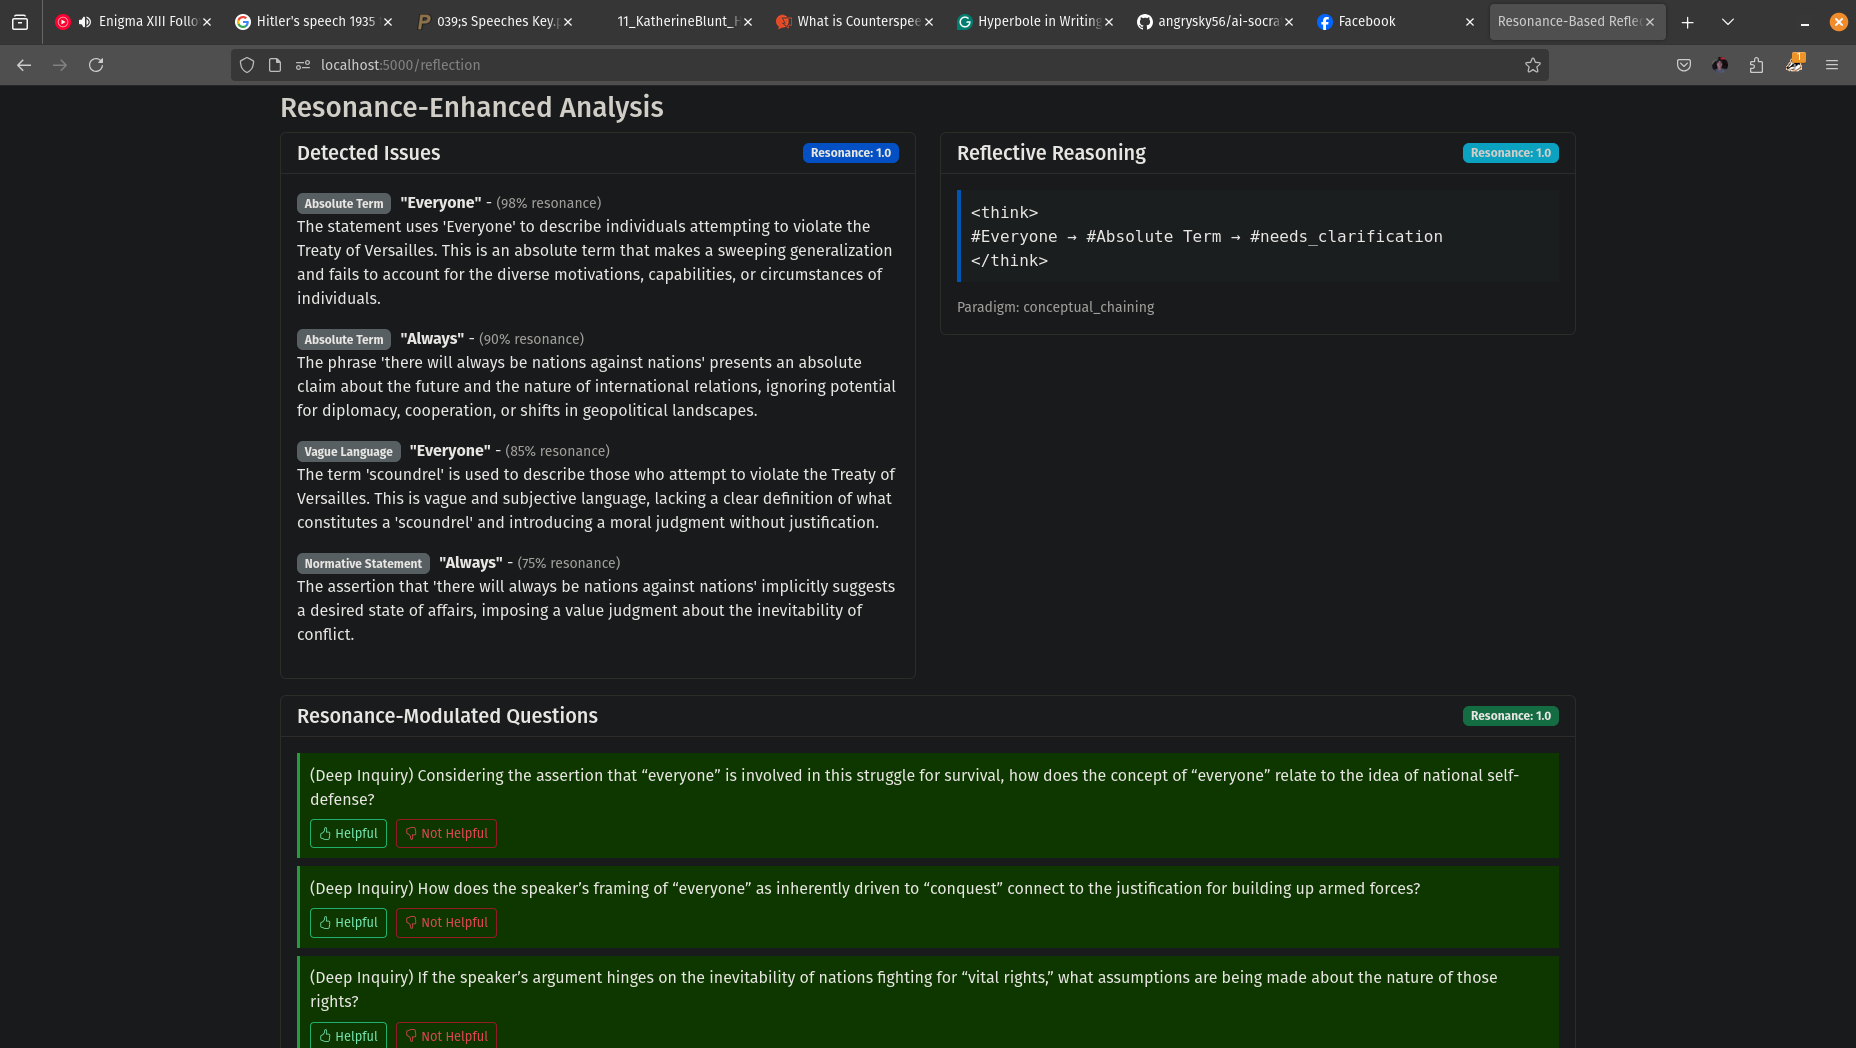 Enigma XIII Follo
Hitler's speech 1935
039;s Speeches Key.p
11_KatherineBlunt_H
What is Counterspee
Hyperbole in Writing
angrysky56/ai-socra
Facebook
Resonance-Based Reflec
localhost:5000/reflection
1
Resonance-Enhanced Analysis
Detected Issues
Resonance: 1.0
Absolute Term "Everyone" - (98% resonance)
The statement uses 'Everyone' to describe individuals attempting to violate the
Treaty of Versailles. This is an absolute term that makes a sweeping generalization
and fails to account for the diverse motivations, capabilities, or circumstances of
individuals.
Absolute Term "Always" - (90% resonance)
The phrase 'there will always be nations against nations' presents an absolute
claim about the future and the nature of international relations, ignoring potential
for diplomacy, cooperation, or shifts in geopolitical landscapes.
Vague Language "Everyone" - (85% resonance)
The term 'scoundrel' is used to describe those who attempt to violate the Treaty of
Versailles. This is vague and subjective language, lacking a clear definition of what
constitutes a 'scoundrel' and introducing a moral judgment without justification.
Normative Statement "Always" - (75% resonance)
The assertion that 'there will always be nations against nations' implicitly suggests
a desired state of affairs, imposing a value judgment about the inevitability of
conflict.
Reflective Reasoning
Resonance: 1.0
<think>
#Everyone → #Absolute Term → #needs_clarification
</think>
Paradigm: conceptual_chaining
Resonance-Modulated Questions
Resonance: 1.0
(Deep Inquiry) Considering the assertion that “everyone” is involved in this struggle for survival, how does the concept of “everyone” relate to the idea of national self-
defense?
Helpful Not Helpful
(Deep Inquiry) How does the speaker’s framing of “everyone” as inherently driven to “conquest” connect to the justification for building up armed forces?
Helpful Not Helpful
(Deep Inquiry) If the speaker’s argument hinges on the inevitability of nations fighting for “vital rights,” what assumptions are being made about the nature of those
rights?
Helpful Not Helpful